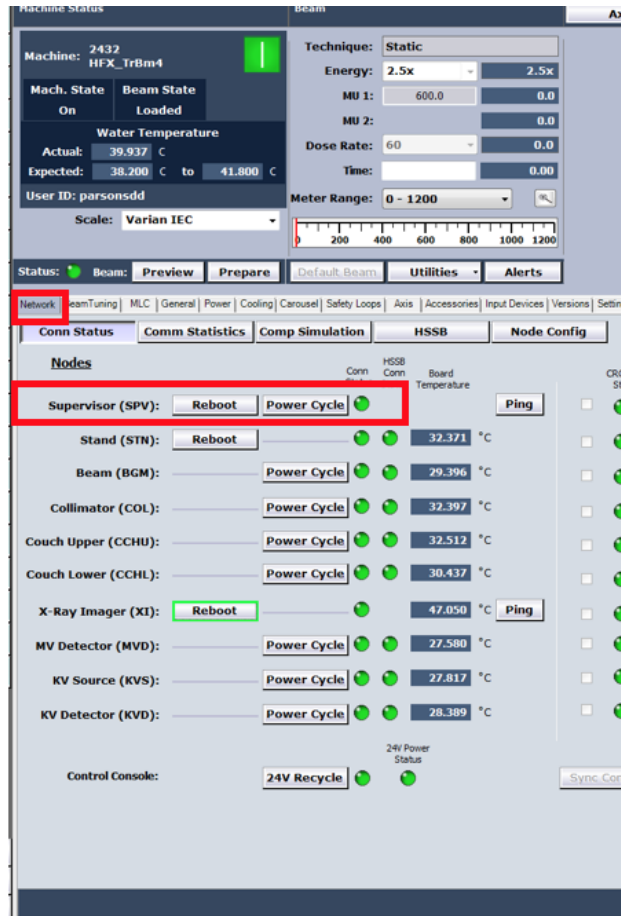 Machine Status
Beam
Machine: 2432
HFX_TrBm4
Mach. State Beam State
On Loaded
Water Temperature
Actual: 39.937 C
Expected: 38.200 C to 41.800 C
User ID: parsonsdd
Scale: Varian IEC
Status: Beam: Preview Prepare
Technique: Static
Energy: 2.5x 2.5x
MU 1: 600.0 0.0
MU 2: 0.0
Dose Rate: 60 0.0
Time: 0.00
Meter Range: 0 - 1200
0 200 400 600 800 1000 1200
Default Beam Utilities Alerts
Network BeamTuning MLC General Power Cooling Carousel Safety Loops Axis Accessories Input Devices Versions
Conn Status Comm Statistics Comp Simulation HSSB Node Config
Nodes
Conn
HSSB
Conn
Board
Temperature
Supervisor (SPV): Reboot Power Cycle Ping
Stand (STN): Reboot 32.371 °C
Beam (BGM): Power Cycle 29.396 °C
Collimator (COL): Power Cycle 32.397 °C
Couch Upper (CCHU): Power Cycle 32.512 °C
Couch Lower (CCHL): Power Cycle 30.437 °C
X-Ray Imager (XI): Reboot 47.050 °C Ping
MV Detector (MVD): Power Cycle 27.580 °C
KV Source (KVS): Power Cycle 27.817 °C
KV Detector (KVD): Power Cycle 28.389 °C
24V Power
Status
Control Console: 24V Recycle